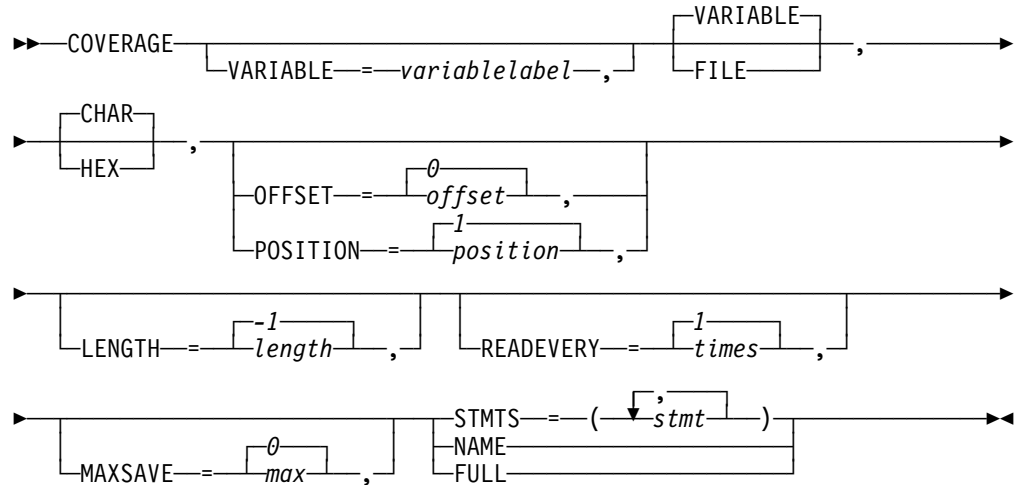 VARIABLE
COVERAGE ,
VARIABLE = variablelabel , FILE
CHAR
,
HEX 0
OFFSET = offset ,
1
POSITION = position ,
-1 1
LENGTH = length , READEVERY = times ,
,
STMTS = ( stmt )
0 NAME
MAXSAVE = max , FULL